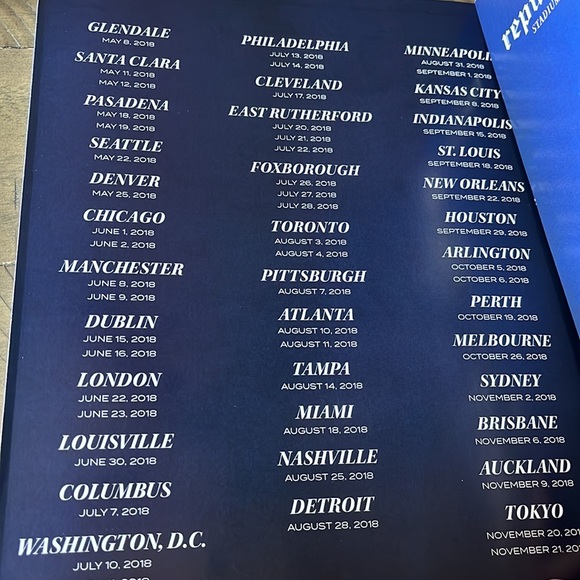 GLENDALE
MAY 8, 2018
SANTA CLARA
MAY 11, 2018
MAY 12, 2018
PASADENA
MAY 18, 2018
MAY 19, 2018
SEATTLE
MAY 22, 2018
DENVER
MAY 25, 2018
CHICAGO
JUNE 1, 2018
JUNE 2, 2018
MANCHESTER
JUNE 8, 2018
JUNE 9, 2018
DUBLIN
JUNE 15, 2018
JUNE 16, 2018
LONDON
JUNE 22, 2018
JUNE 23, 2018
LOUISVILLE
JUNE 30, 2018
COLUMBUS
JULY 7, 2018
WASHINGTON, D.C.
JULY 10, 2018
PHILADELPHIA
JULY 13, 2018
JULY 14, 2018
CLEVELAND
JULY 17, 2018
EAST RUTHERFORD
JULY 20, 2018
JULY 21, 2018
JULY 22, 2018
FOXBOROUGH
JULY 26, 2018
JULY 27, 2018
JULY 28, 2018
TORONTO
AUGUST 3, 2018
AUGUST 4, 2018
PITTSBURGH
AUGUST 7, 2018
ATLANTA
AUGUST 10, 2018
AUGUST 11, 2018
TAMPA
AUGUST 14, 2018
MIAMI
AUGUST 18, 2018
NASHVILLE
AUGUST 25, 2018
DETROIT
AUGUST 28, 2018
MINNEAPOLI
AUGUST 31, 2018
SEPTEMBER 1, 2018
KANSAS CITY
SEPTEMBER 8, 2018
INDIANAPOLIS
SEPTEMBER 15, 2018
ST. LOUIS
SEPTEMBER 18, 2018
NEW ORLEANS
SEPTEMBER 22, 2018
HOUSTON
SEPTEMBER 29, 2018
ARLINGTON
OCTOBER 5, 2018
OCTOBER 6, 2018
PERTH
OCTOBER 19, 2018
MELBOURNE
OCTOBER 26, 2018
SYDNEY
NOVEMBER 2, 2018
BRISBANE
NOVEMBER 6, 2018
AUCKLAND
NOVEMBER 9, 2018
TOKYO
NOVEMBER 20, 201
NOVEMBER 21, 201
repu
STADIUM